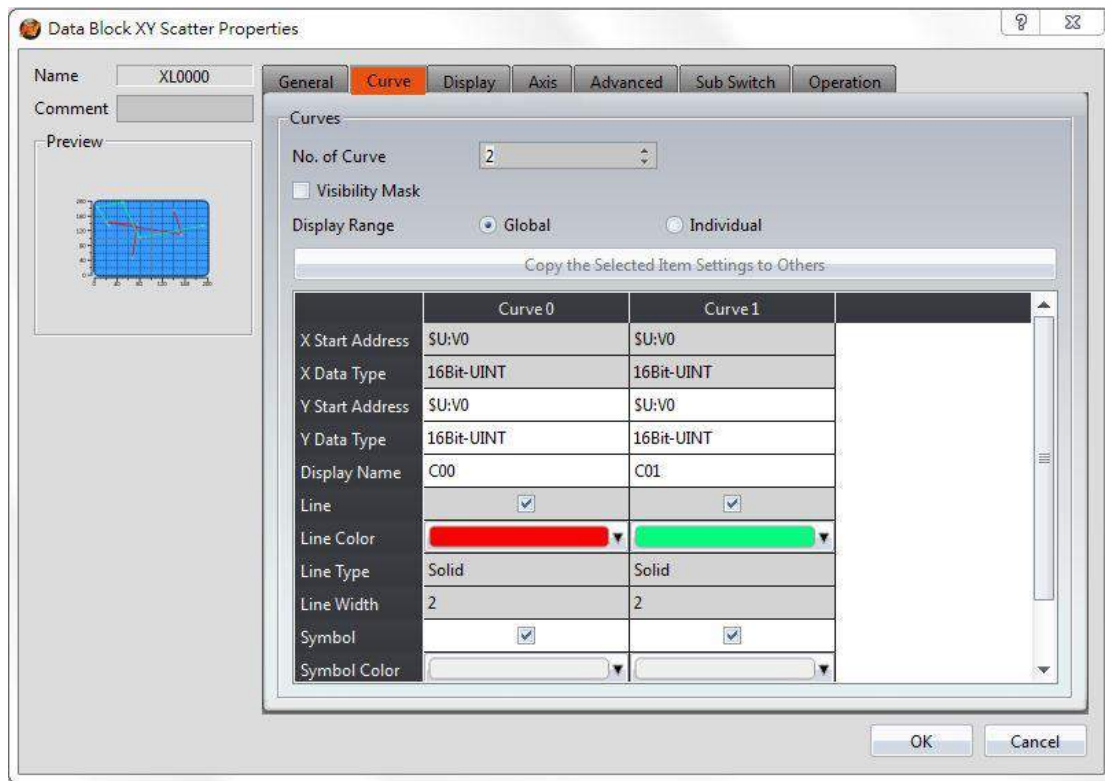 Data Block XY Scatter Properties
Name XL0000
Comment
Preview
General Curve Display Axis Advanced Sub Switch Operation
Curves
No. of Curve 2
Visibility Mask
Display Range Global Individual
Copy the Selected Item Settings to Others
Curve 0 Curve 1
X Start Address $U:V0 $U:V0
X Data Type 16Bit-UINT 16Bit-UINT
Y Start Address $U:V0 $U:V0
Y Data Type 16Bit-UINT 16Bit-UINT
Display Name C00 C01
Line
Line Color
Line Type Solid Solid
Line Width 2 2
Symbol
Symbol Color
OK Cancel